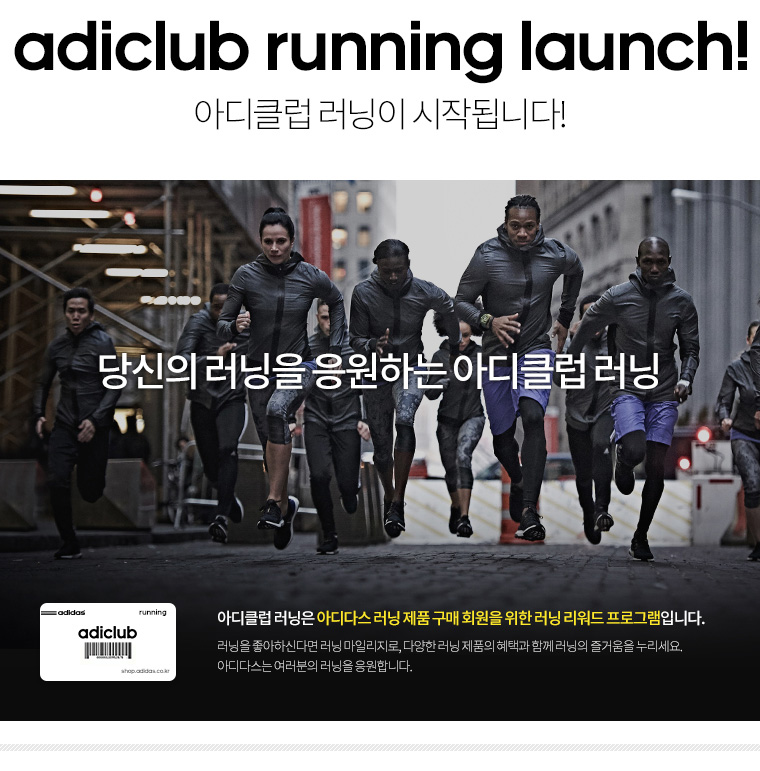 adiclub running launch!
아디클럽 러닝이 시작됩니다!
당신의 러닝을 응원하는 아디클럽 러닝
adidas running
adiclub
shop.adidas.co.kr
아디클럽 러닝은 아디다스 러닝 제품 구매 회원을 위한 러닝 리워드 프로그램입니다.
러닝을 좋아하신다면 러닝 마일리지로, 다양한 러닝 제품의 혜택과 함께 러닝의 즐거움을 누리세요.
아디다스는 여러분의 러닝을 응원합니다.